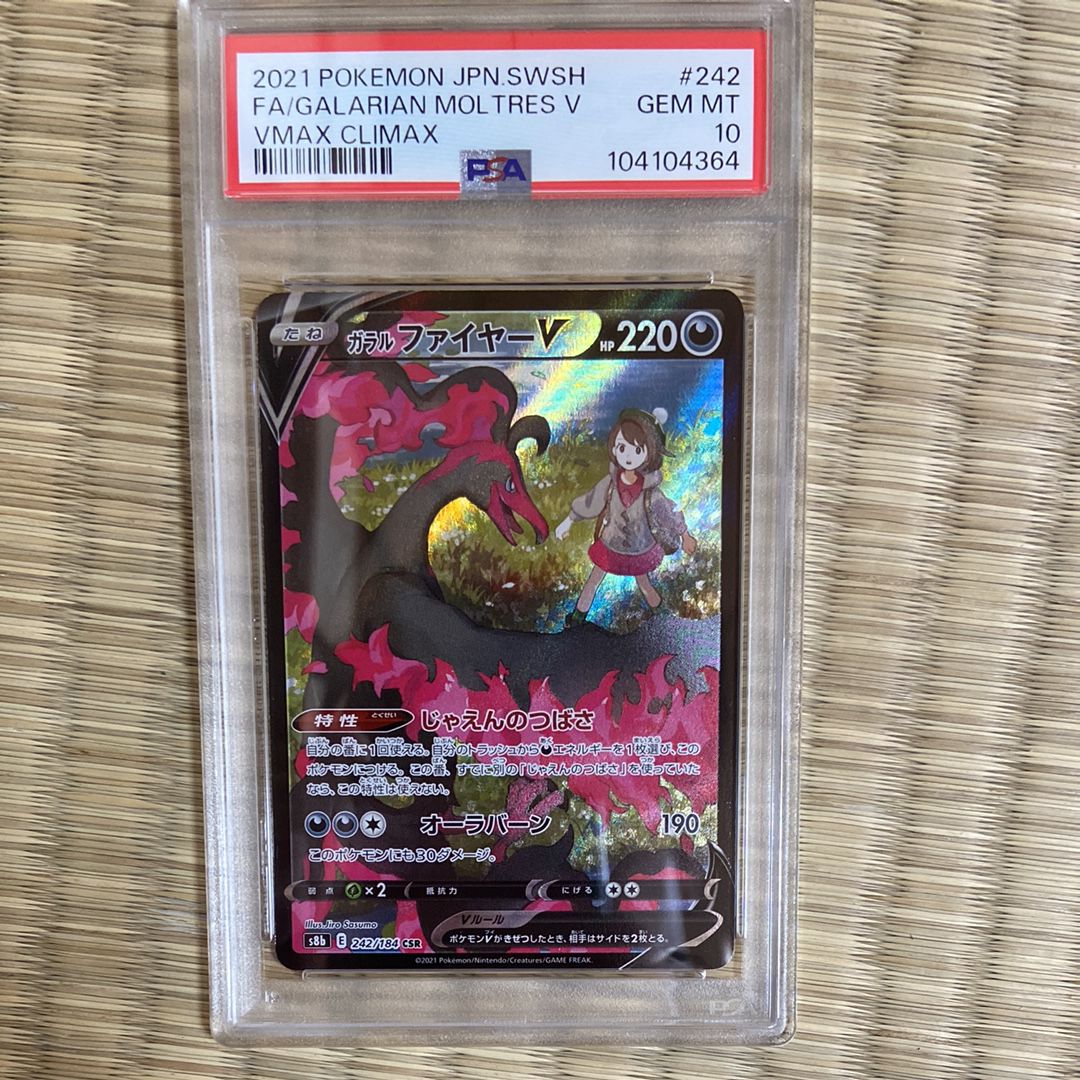 2021 POKEMON JPN.SWSH #242
FA/GALARIAN MOLTRES V GEM MT
VMAX CLIMAX 10
PSA 104104364
たね ガラル ファイヤーV HP 220
特性 とくせい じゃえんのつばさ
自分の番に1回使える。自分のトラッシュからエネルギーを1枚選び、この
ポケモンにつける。この番、すでに別の「じゃえんのつばさ」を使っていた
なら、この特性は使えない。
オーラバーン 190
このポケモンにも30ダメージ。
弱点 ×2 抵抗力 にげる
Illus.Jiro Sasumo
Vルール
ポケモンVがきぜつしたとき、相手はサイドを2枚とる。
s8b E 242/184 CSR
©2021 Pokémon/Nintendo/Creatures/GAME FREAK.